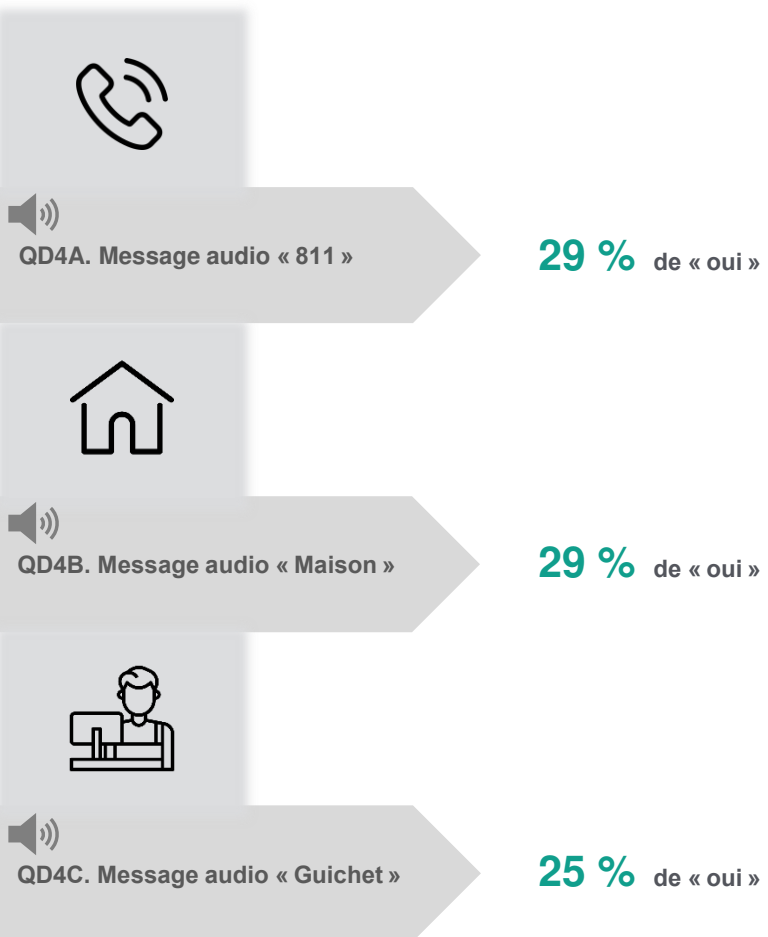 QD4A. Message audio « 811 »
29 % de « oui »
QD4B. Message audio « Maison »
29 % de « oui »
QD4C. Message audio « Guichet »
25 % de « oui »